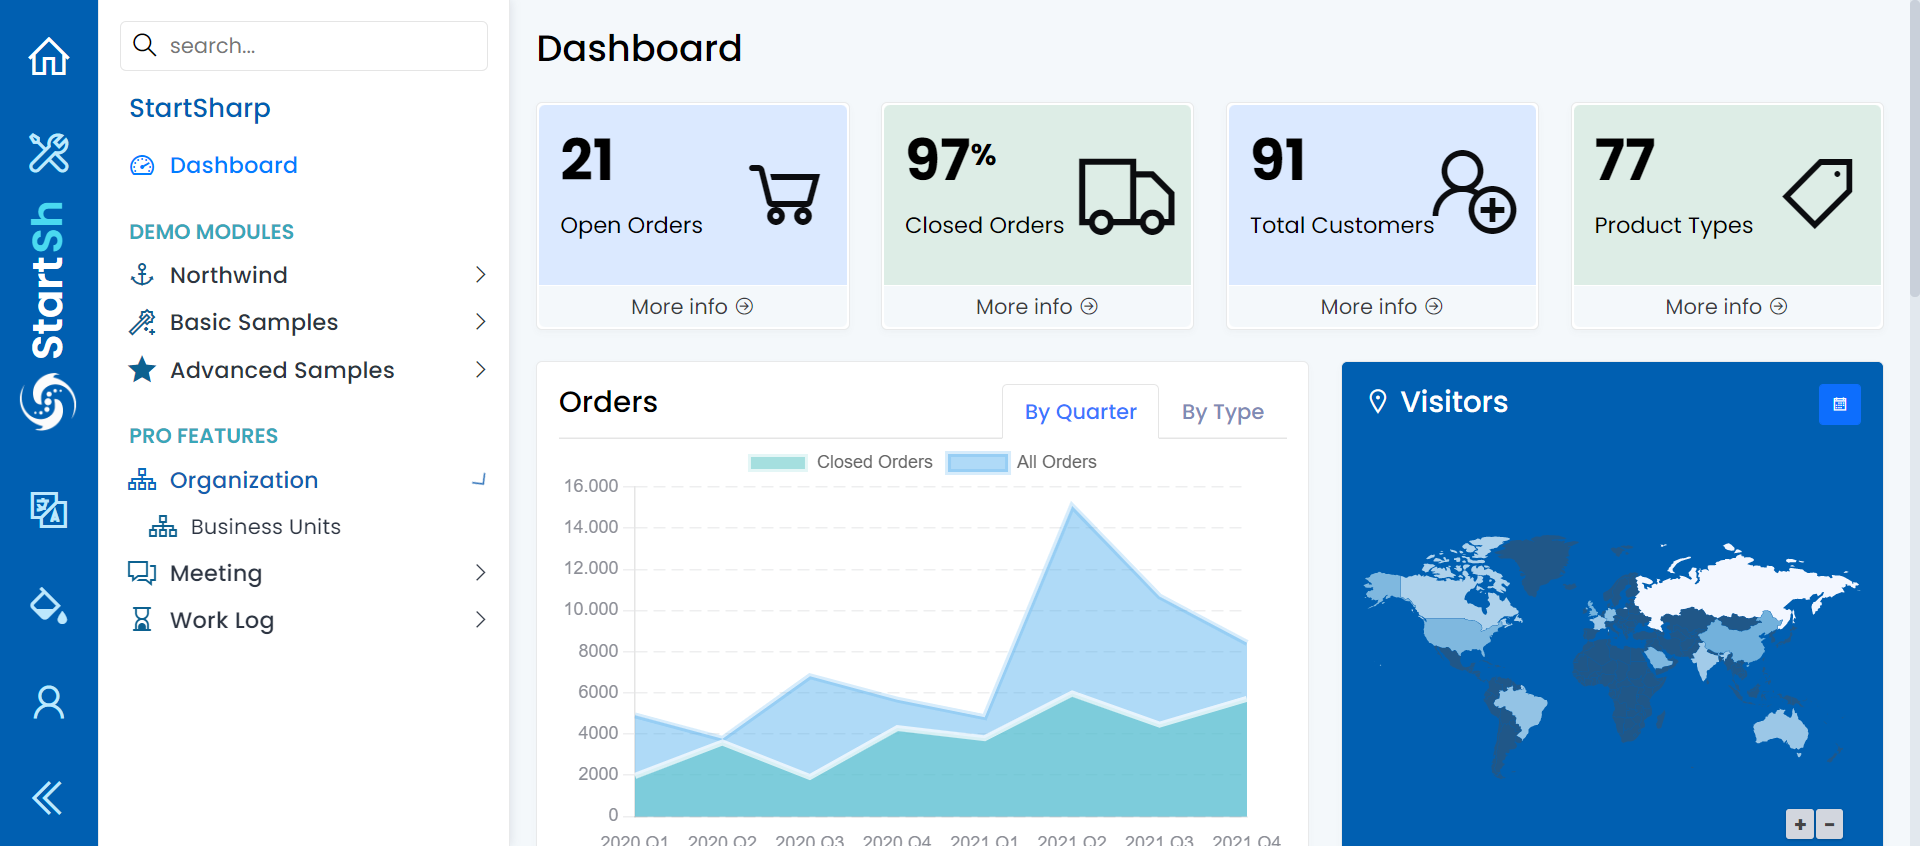 StartSh
search...
StartSharp
Dashboard
DEMO MODULES
Northwind
Basic Samples
Advanced Samples
PRO FEATURES
Organization
Business Units
Meeting
Work Log
Dashboard
21
Open Orders
More info
97%
Closed Orders
More info
91
Total Customers
More info
77
Product Types
More info
Orders
By Quarter
By Type
Closed Orders
All Orders
16.000
14.000
12.000
10.000
8000
6000
4000
2000
0
2020 Q1 2020 Q2 2020 Q3 2020 Q4 2021 Q1 2021 Q2 2021 Q3 2021 Q4
Visitors
+ −